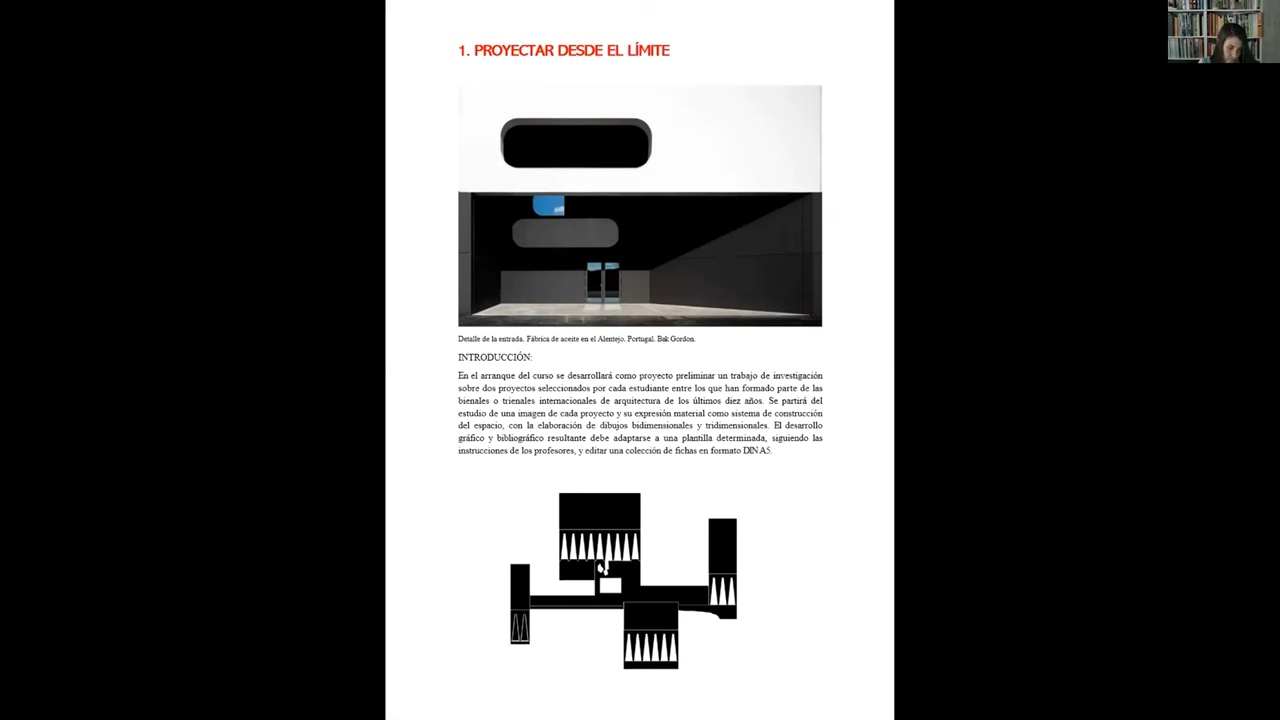 1. PROYECTAR DESDE EL LÍMITE
Detalle de la entrada. Fábrica de aceite en el Alentejo. Portugal. Bak Gordon.
INTRODUCCIÓN:
En el arranque del curso se desarrollará como proyecto preliminar un trabajo de investigación
sobre dos proyectos seleccionados por cada estudiante entre los que han formado parte de las
bienales o trienales internacionales de arquitectura de los últimos diez años. Se partirá del
estudio de una imagen de cada proyecto y su expresión material como sistema de construcción
del espacio, con la elaboración de dibujos bidimensionales y tridimensionales. El desarrollo
gráfico y bibliográfico resultante debe adaptarse a una plantilla determinada, siguiendo las
instrucciones de los profesores, y editar una colección de fichas en formato DIN A5.